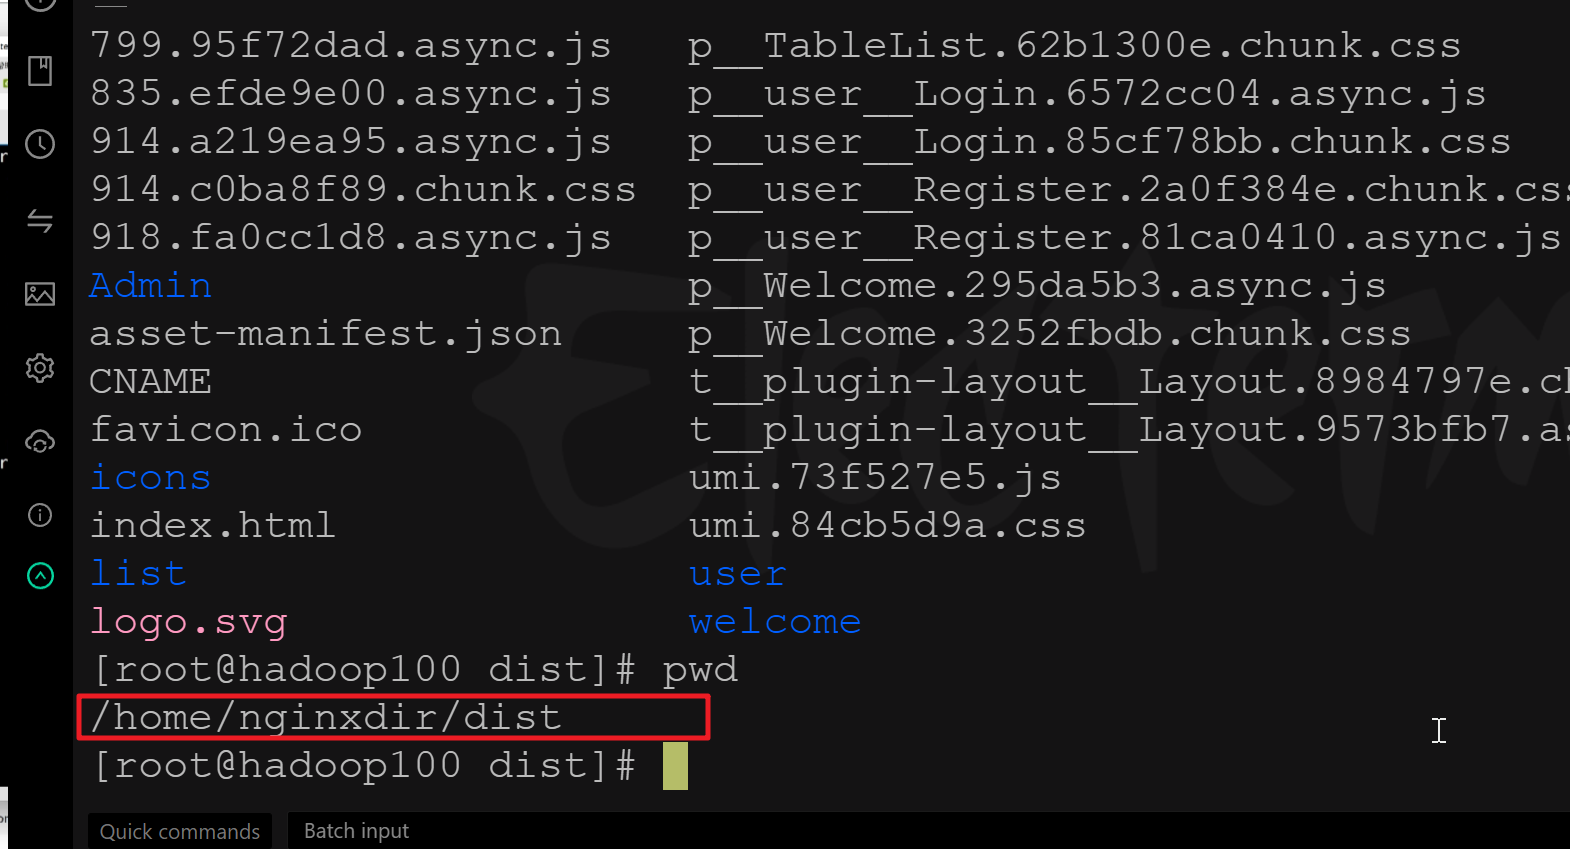 799.95f72dad.async.js p__TableList.62b1300e.chunk.css
835.efde9e00.async.js p__user__Login.6572cc04.async.js
914.a219ea95.async.js p__user__Login.85cf78bb.chunk.css
914.c0ba8f89.chunk.css p__user__Register.2a0f384e.chunk.css
918.fa0cc1d8.async.js p__user__Register.81ca0410.async.js
Admin p__Welcome.295da5b3.async.js
asset-manifest.json p__Welcome.3252fbdb.chunk.css
CNAME t__plugin-layout__Layout.8984797e.ch
favicon.ico t__plugin-layout__Layout.9573bfb7.as
icons umi.73f527e5.js
index.html umi.84cb5d9a.css
list user
logo.svg welcome
[root@hadoop100 dist]# pwd
/home/nginxdir/dist
[root@hadoop100 dist]#
Quick commands Batch input